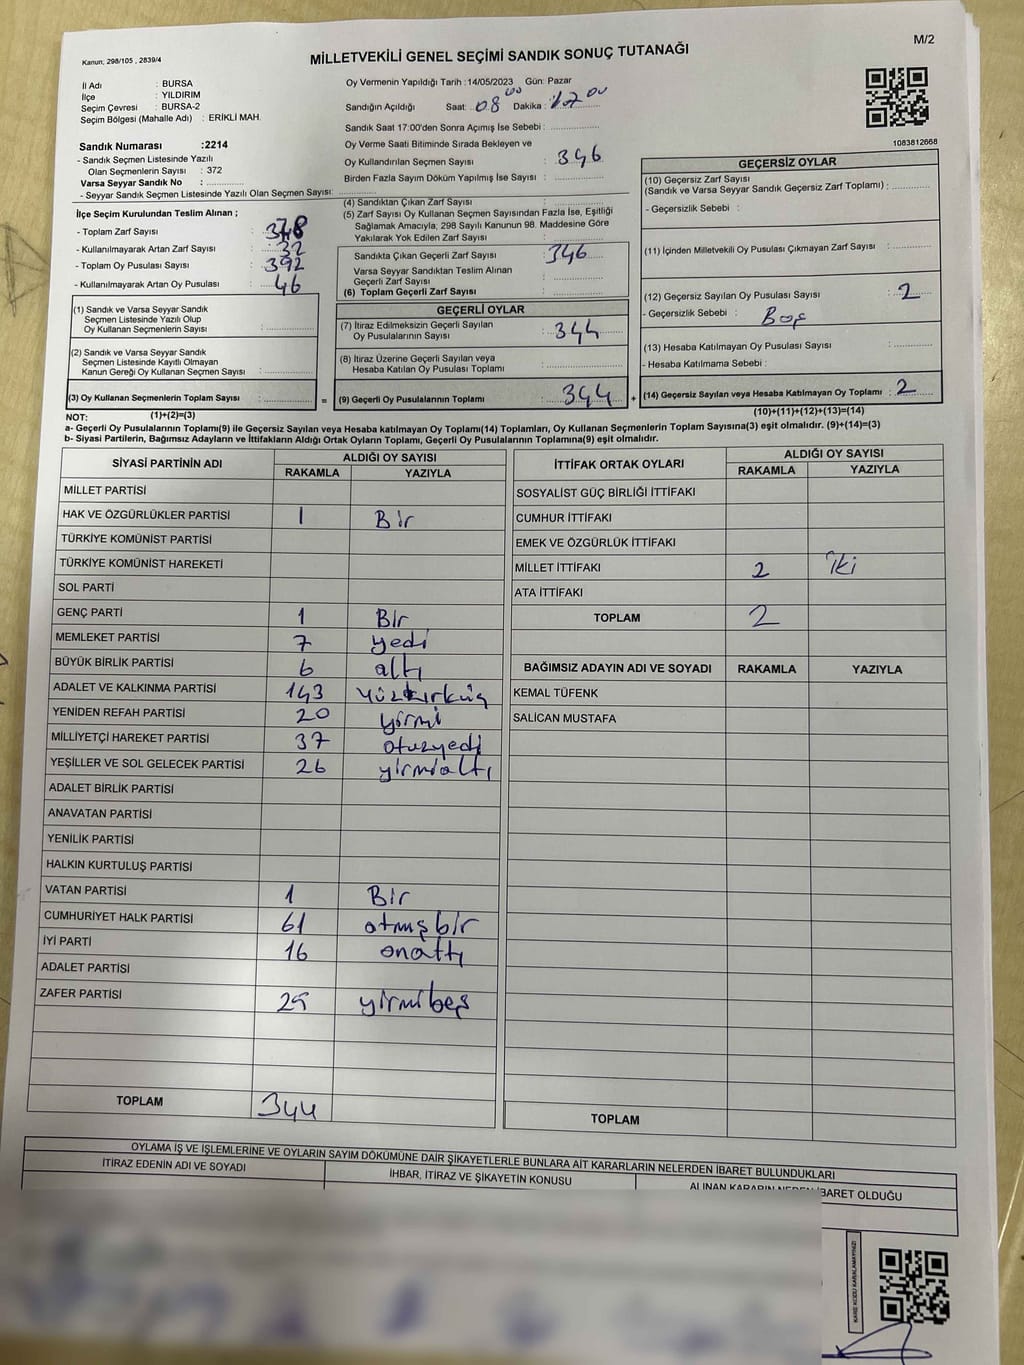 M/2
Kanun; 298/105 , 2839/4
MİLLETVEKİLİ GENEL SEÇİMİ SANDIK SONUÇ TUTANAĞI
İl Adı : BURSA
İlçe : YILDIRIM
Seçim Çevresi : BURSA-2
Seçim Bölgesi (Mahalle Adı) : ERİKLİ MAH.
Sandık Numarası :2214
- Sandık Seçmen Listesinde Yazılı
Olan Seçmenlerin Sayısı : 372
Varsa Seyyar Sandık No :
- Seyyar Sandık Seçmen Listesinde Yazılı Olan Seçmen Sayısı:
Oy Vermenin Yapıldığı Tarih :14/05/2023 Gün: Pazar
Sandığın Açıldığı Saat: 08 00 Dakika : 17 00
Sandık Saat 17:00'den Sonra Açımış İse Sebebi :
Oy Verme Saati Bitiminde Sırada Bekleyen ve
Oy Kullandırılan Seçmen Sayısı : 346
Birden Fazla Sayım Döküm Yapılmış İse Sayısı :
1083812668
İlçe Seçim Kurulundan Teslim Alınan ;
- Toplam Zarf Sayısı : 378
- Kullanılmayarak Artan Zarf Sayısı : 32
- Toplam Oy Pusulası Sayısı : 392
- Kullanılmayarak Artan Oy Pusulası : 46
(1) Sandık ve Varsa Seyyar Sandık
Seçmen Listesinde Yazılı Olup
Oy Kullanan Seçmenlerin Sayısı :
(2) Sandık ve Varsa Seyyar Sandık
Seçmen Listesinde Kayıtlı Olmayan
Kanun Gereği Oy Kullanan Seçmen Sayısı :
(3) Oy Kullanan Seçmenlerin Toplam Sayısı : =
(4) Sandıktan Çıkan Zarf Sayısı :
(5) Zarf Sayısı Oy Kullanan Seçmen Sayısından Fazla İse, Eşitliği
Sağlamak Amacıyla, 298 Sayılı Kanunun 98. Maddesine Göre
Yakılarak Yok Edilen Zarf Sayısı :
Sandıkta Çıkan Geçerli Zarf Sayısı : 346
Varsa Seyyar Sandıktan Teslim Alınan
Geçerli Zarf Sayısı :
(6) Toplam Geçerli Zarf Sayısı :
GEÇERLİ OYLAR
(7) İtiraz Edilmeksizin Geçerli Sayılan
Oy Pusulalarının Sayısı : 344
(8) İtiraz Üzerine Geçerli Sayılan veya
Hesaba Katılan Oy Pusulası Toplamı :
(9) Geçerli Oy Pusulalarının Toplamı : 344 +
GEÇERSİZ OYLAR
(10) Geçersiz Zarf Sayısı
(Sandık ve Varsa Seyyar Sandık Geçersiz Zarf Toplamı) :
- Geçersizlik Sebebi :
(11) İçinden Milletvekili Oy Pusulası Çıkmayan Zarf Sayısı :
(12) Geçersiz Sayılan Oy Pusulası Sayısı : 2
- Geçersizlik Sebebi : Boş
(13) Hesaba Katılmayan Oy Pusulası Sayısı :
- Hesaba Katılmama Sebebi :
(14) Geçersiz Sayılan veya Hesaba Katılmayan Oy Toplamı : 2
NOT: (1)+(2)=(3) (10)+(11)+(12)+(13)=(14)
a- Geçerli Oy Pusulalarının Toplamı(9) ile Geçersiz Sayılan veya Hesaba katılmayan Oy Toplamı(14) Toplamları, Oy Kullanan Seçmenlerin Toplam Sayısına(3) eşit olmalıdır. (9)+(14)=(3)
b- Siyasi Partilerin, Bağımsız Adayların ve İttifakların Aldığı Ortak Oyların Toplamı, Geçerli Oy Pusulalarının Toplamına(9) eşit olmalıdır.
SİYASİ PARTİNİN ADI ALDIĞI OY SAYISI
RAKAMLA YAZIYLA
MİLLET PARTİSİ
HAK VE ÖZGÜRLÜKLER PARTİSİ 1 Bir
TÜRKİYE KOMÜNİST PARTİSİ
TÜRKİYE KOMÜNİST HAREKETİ
SOL PARTİ
GENÇ PARTİ 1 Bir
MEMLEKET PARTİSİ 7 yedi
BÜYÜK BİRLİK PARTİSİ 6 altı
ADALET VE KALKINMA PARTİSİ 143 yüzkırküç
YENİDEN REFAH PARTİSİ 20 yirmi
MİLLİYETÇİ HAREKET PARTİSİ 37 otuzyedi
YEŞİLLER VE SOL GELECEK PARTİSİ 26 yirmialtı
ADALET BİRLİK PARTİSİ
ANAVATAN PARTİSİ
YENİLİK PARTİSİ
HALKIN KURTULUŞ PARTİSİ
VATAN PARTİSİ 1 Bir
CUMHURİYET HALK PARTİSİ 61 atmışbir
İYİ PARTİ 16 onaltı
ADALET PARTİSİ
ZAFER PARTİSİ 25 yirmibeş
TOPLAM 344
İTTİFAK ORTAK OYLARI ALDIĞI OY SAYISI
RAKAMLA YAZIYLA
SOSYALİST GÜÇ BİRLİĞİ İTTİFAKI
CUMHUR İTTİFAKI
EMEK VE ÖZGÜRLÜK İTTİFAKI
MİLLET İTTİFAKI 2 iki
ATA İTTİFAKI
TOPLAM 2
BAĞIMSIZ ADAYIN ADI VE SOYADI RAKAMLA YAZIYLA
KEMAL TÜFENK
SALİCAN MUSTAFA
TOPLAM
OYLAMA İŞ VE İŞLEMLERİNE VE OYLARIN SAYIM DÖKÜMÜNE DAİR ŞİKAYETLERLE BUNLARA AİT KARARLARIN NELERDEN İBARET BULUNDUKLARI
İTİRAZ EDENİN ADI VE SOYADI İHBAR, İTİRAZ VE ŞİKAYETİN KONUSU ALINAN KARARIN NEDEN İBARET OLDUĞU
KARE KODU KARALAMAYINIZ!